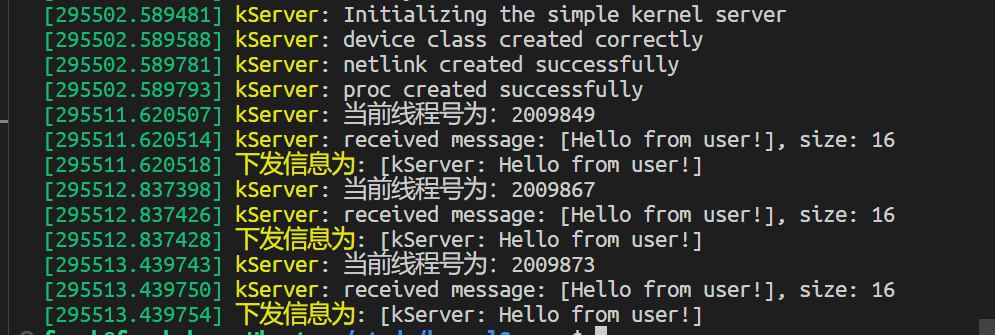 [295502.589481] kServer: Initializing the simple kernel server
[295502.589588] kServer: device class created correctly
[295502.589781] kServer: netlink created successfully
[295502.589793] kServer: proc created successfully
[295511.620507] kServer: 当前线程号为: 2009849
[295511.620514] kServer: received message: [Hello from user!], size: 16
[295511.620518] 下发信息为: [kServer: Hello from user!]
[295512.837398] kServer: 当前线程号为: 2009867
[295512.837426] kServer: received message: [Hello from user!], size: 16
[295512.837428] 下发信息为: [kServer: Hello from user!]
[295513.439743] kServer: 当前线程号为: 2009873
[295513.439750] kServer: received message: [Hello from user!], size: 16
[295513.439754] 下发信息为: [kServer: Hello from user!]